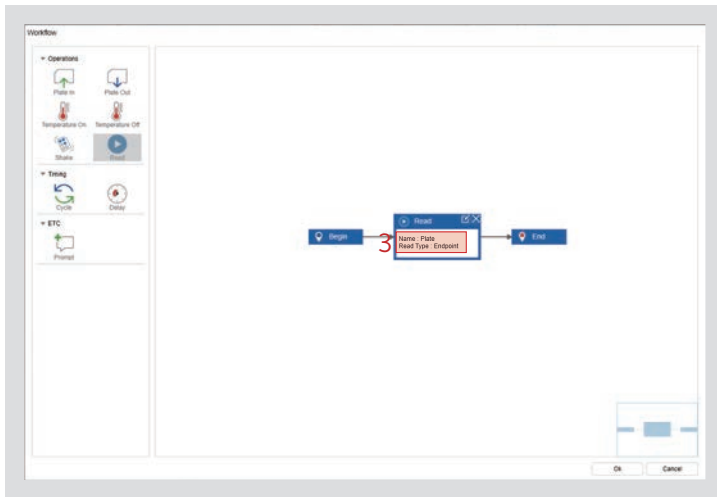 Workflow
Operations
Plate In
Plate Out
Temperature On
Temperature Off
Shake
Read
Timing
Cycle
Delay
ETC
Prompt
Begin
Read
3
Name : Plate
Read Type : Endpoint
End
Ok
Cancel